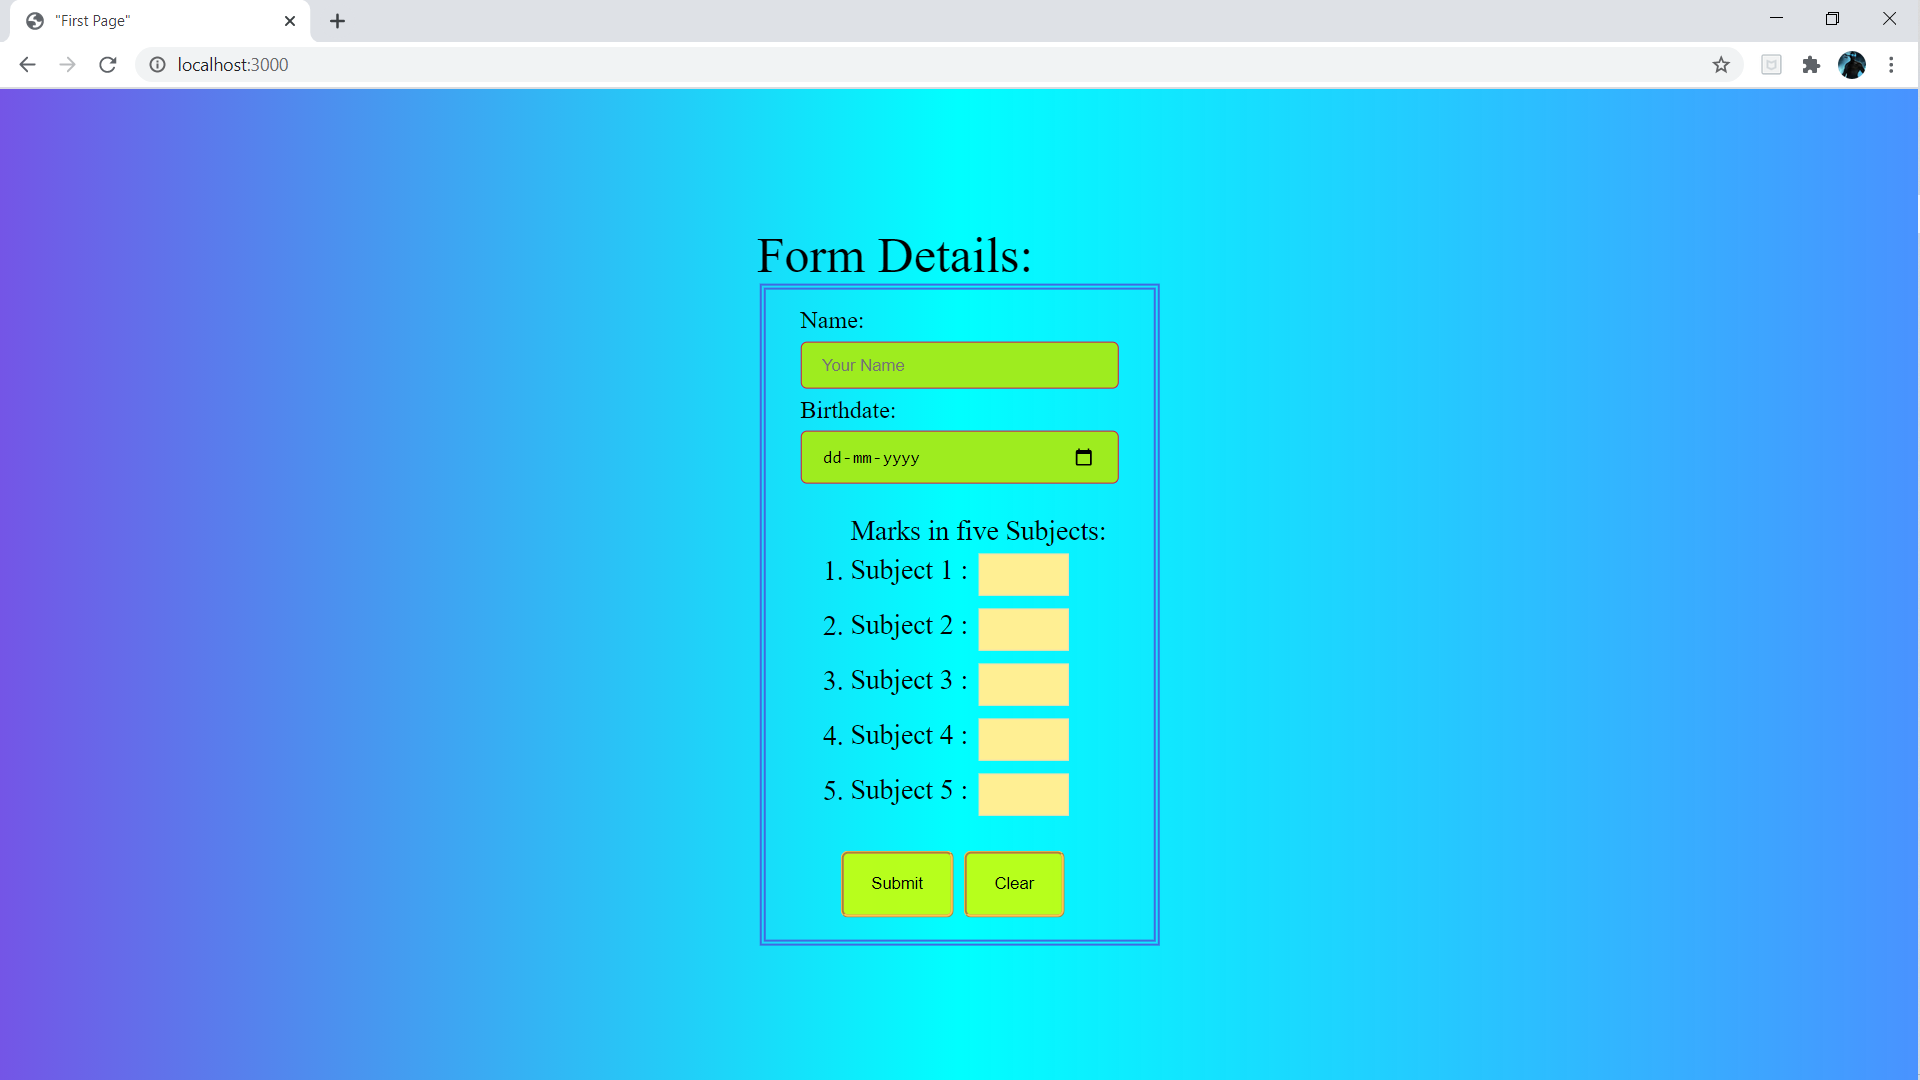 "First Page"
localhost:3000
Form Details:
Name:
Your Name
Birthdate:
dd-mm-yyyy
Marks in five Subjects:
1. Subject 1 :
2. Subject 2 :
3. Subject 3 :
4. Subject 4 :
5. Subject 5 :
Submit Clear